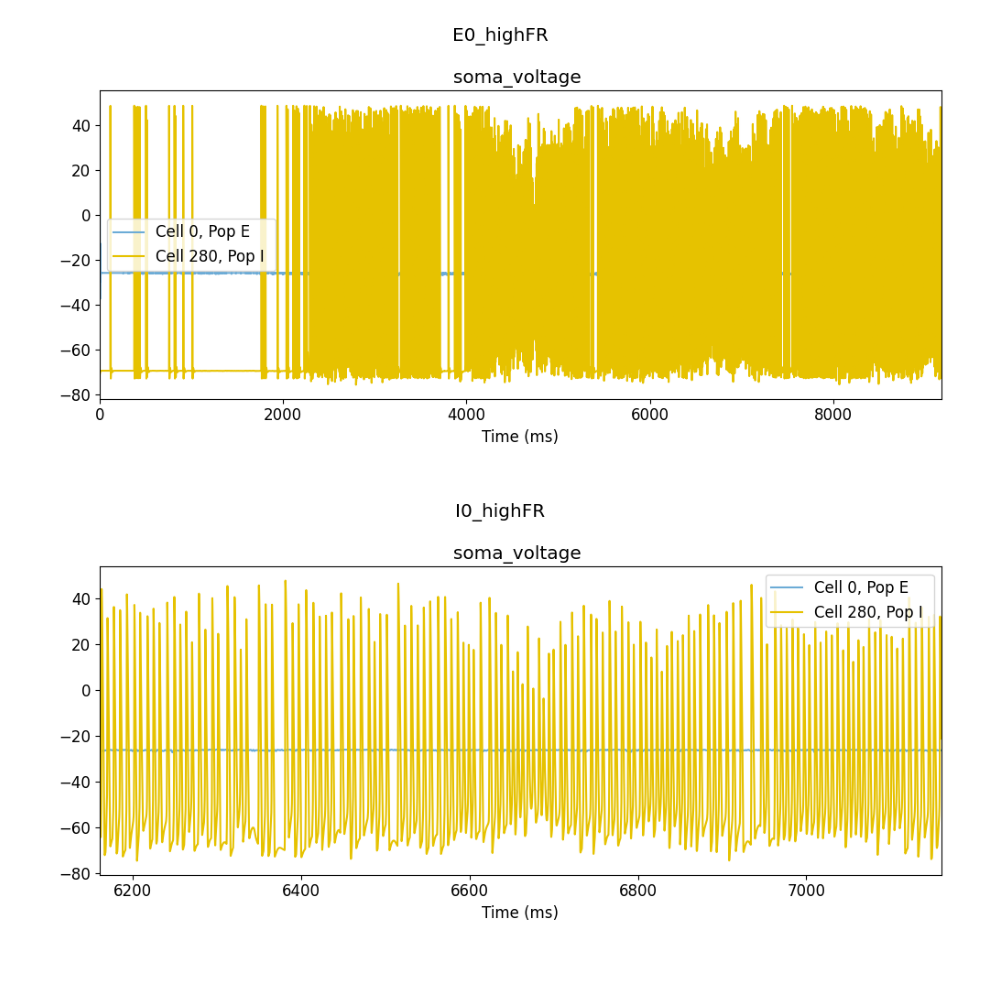 E0_highFR
soma_voltage
40
20
0
−20
−40
−60
−80
Cell 0, Pop E
Cell 280, Pop I
0 2000 4000 6000 8000
Time (ms)
I0_highFR
soma_voltage
40
20
0
−20
−40
−60
−80
Cell 0, Pop E
Cell 280, Pop I
6200 6400 6600 6800 7000
Time (ms)